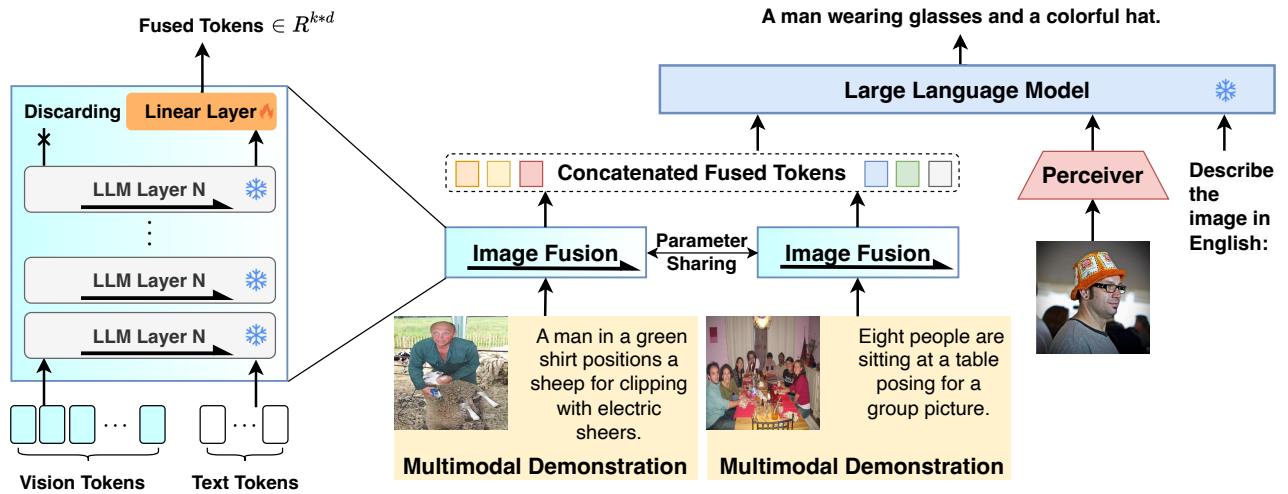 Fused Tokens ∈ R^{k*d}
Discarding
Linear Layer
LLM Layer N
LLM Layer N
LLM Layer N
Vision Tokens
Text Tokens
A man wearing glasses and a colorful hat.
Large Language Model
Concatenated Fused Tokens
Perceiver
Describe
the
image in
English:
Image Fusion
Parameter
Sharing
Image Fusion
A man in a green
shirt positions a
sheep for clipping
with electric
sheers.
Multimodal Demonstration
Eight people are
sitting at a table
posing for a
group picture.
Multimodal Demonstration